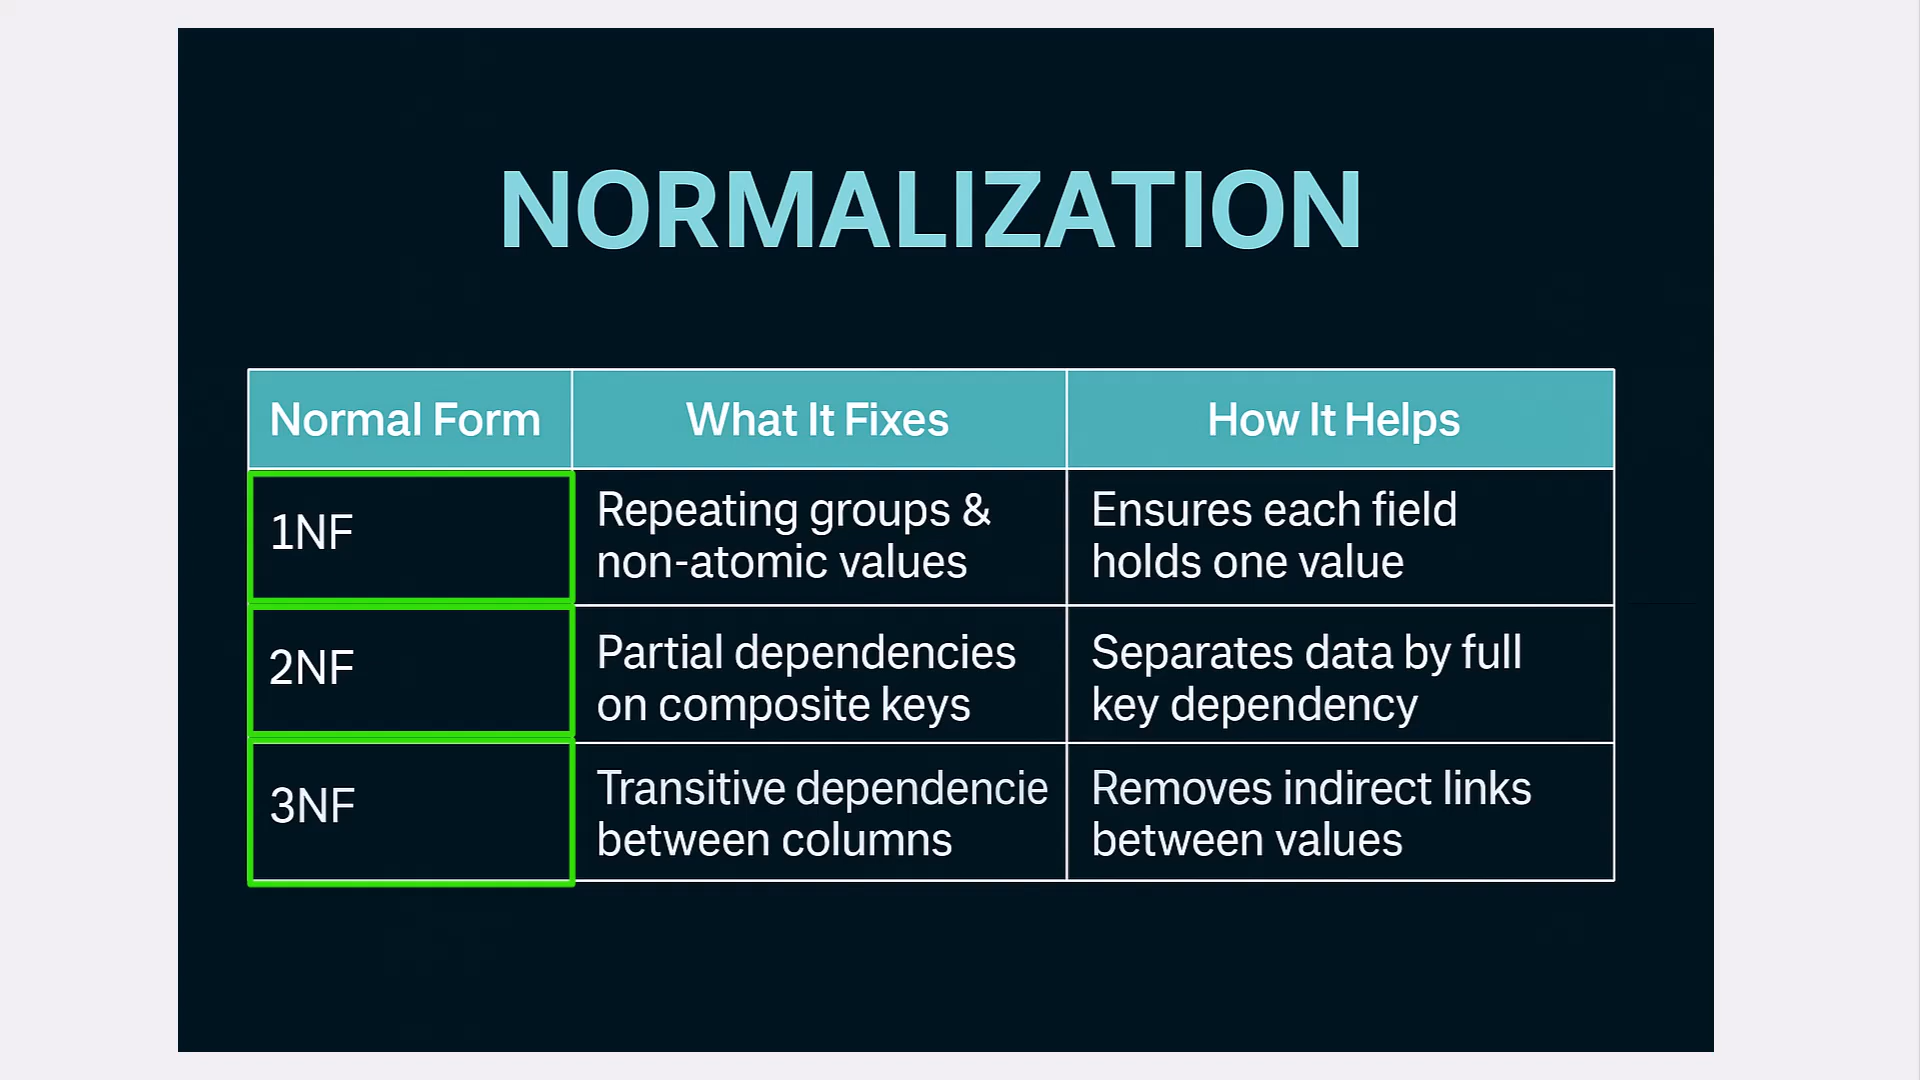 NORMALIZATION
Normal Form
What It Fixes
How It Helps
1NF
Repeating groups &
non-atomic values
Ensures each field
holds one value
2NF
Partial dependencies
on composite keys
Separates data by full
key dependency
3NF
Transitive dependencie
between columns
Removes indirect links
between values